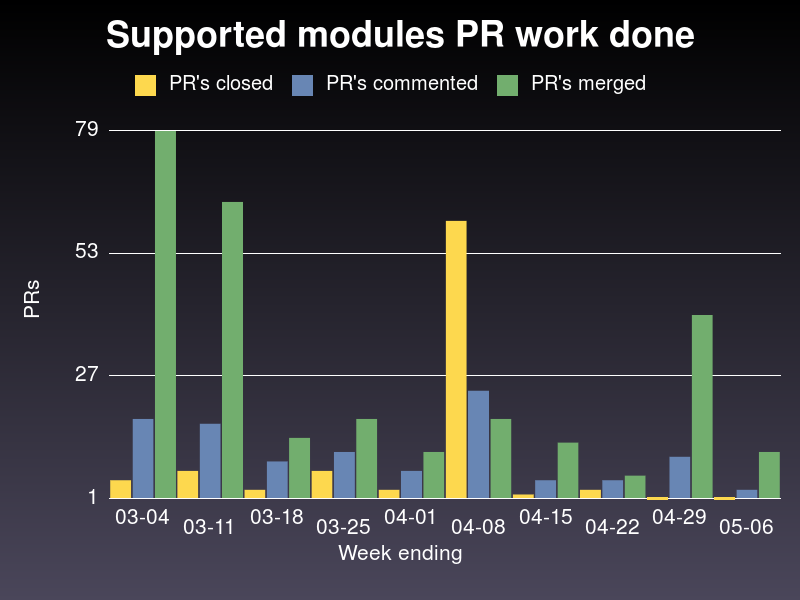 Supported modules PR work done
PR's closed PR's commented PR's merged
79
53
27
1
PRs
03-04 03-11 03-18 03-25 04-01 04-08 04-15 04-22 04-29 05-06
Week ending